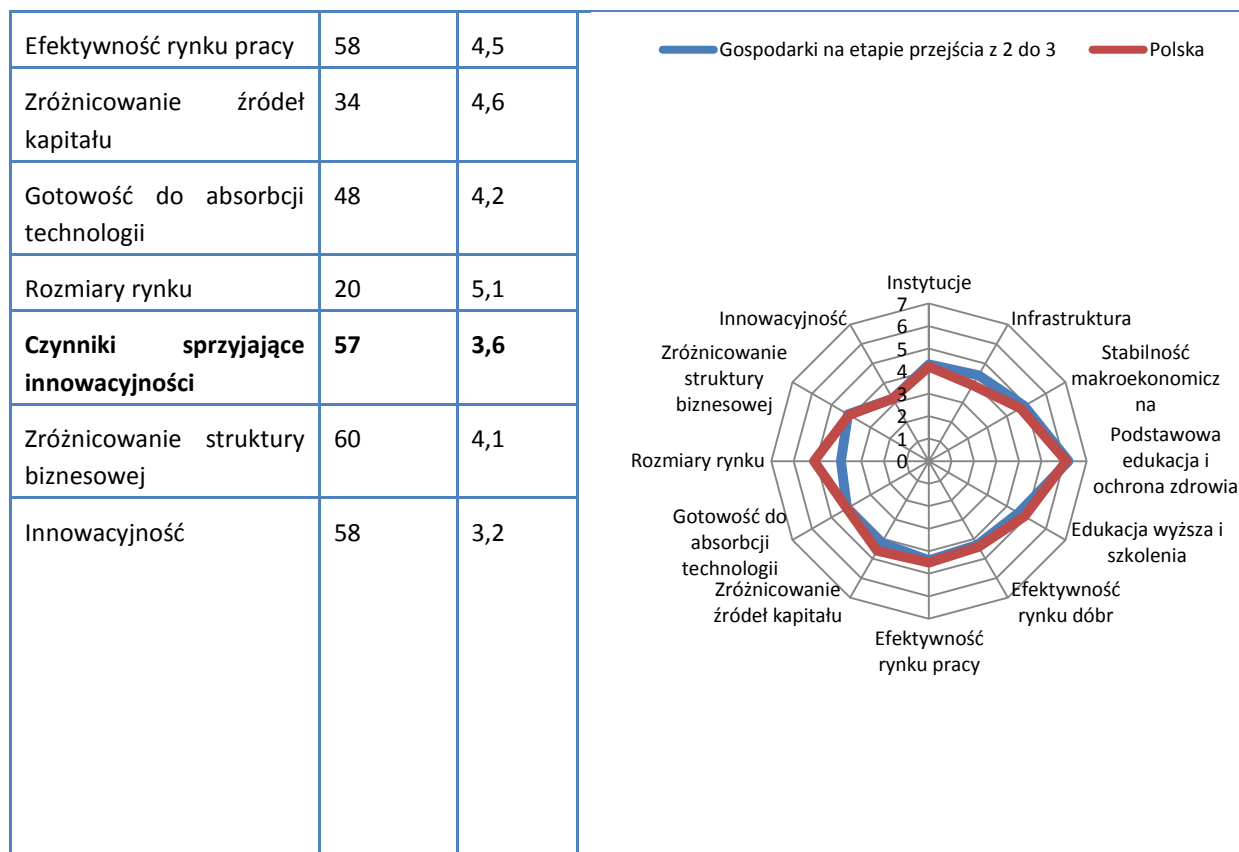 Efektywność rynku pracy 58 4,5
Zróżnicowanie źródeł 34 4,6
kapitału
Gotowość do absorbcji 48 4,2
technologii
Rozmiary rynku 20 5,1
Czynniki sprzyjające 57 3,6
innowacyjności
Zróżnicowanie struktury 60 4,1
biznesowej
Innowacyjność 58 3,2
Gospodarki na etapie przejścia z 2 do 3 Polska
Instytucje
Infrastruktura
Stabilność
makroekonomicz
na
Podstawowa
edukacja i
ochrona zdrowia
Edukacja wyższa i
szkolenia
Efektywność
rynku dóbr
Efektywność
rynku pracy
Zróżnicowanie
źródeł kapitału
Gotowość do
absorbcji
technologii
Rozmiary rynku
Zróżnicowanie
struktury
biznesowej
Innowacyjność
7
6
5
4
3
2
1
0